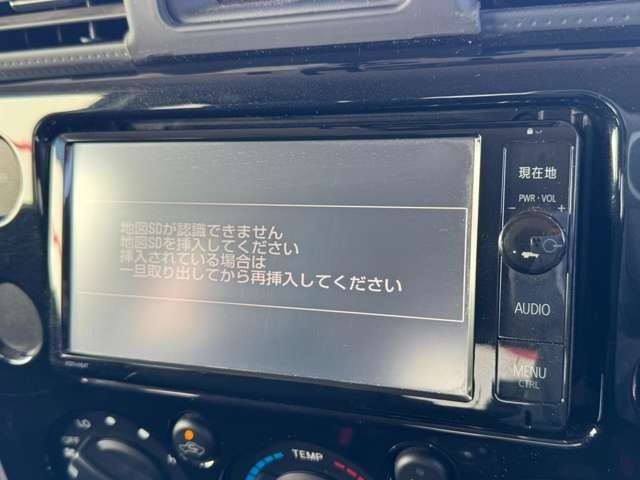 地図SDが認識できません
地図SDを挿入してください
挿入されている場合は
一旦取り出してから再挿入してください
現在地
PWR・VOL
- +
AUDIO
MENU
CTRL
LO
OFF
TEMP